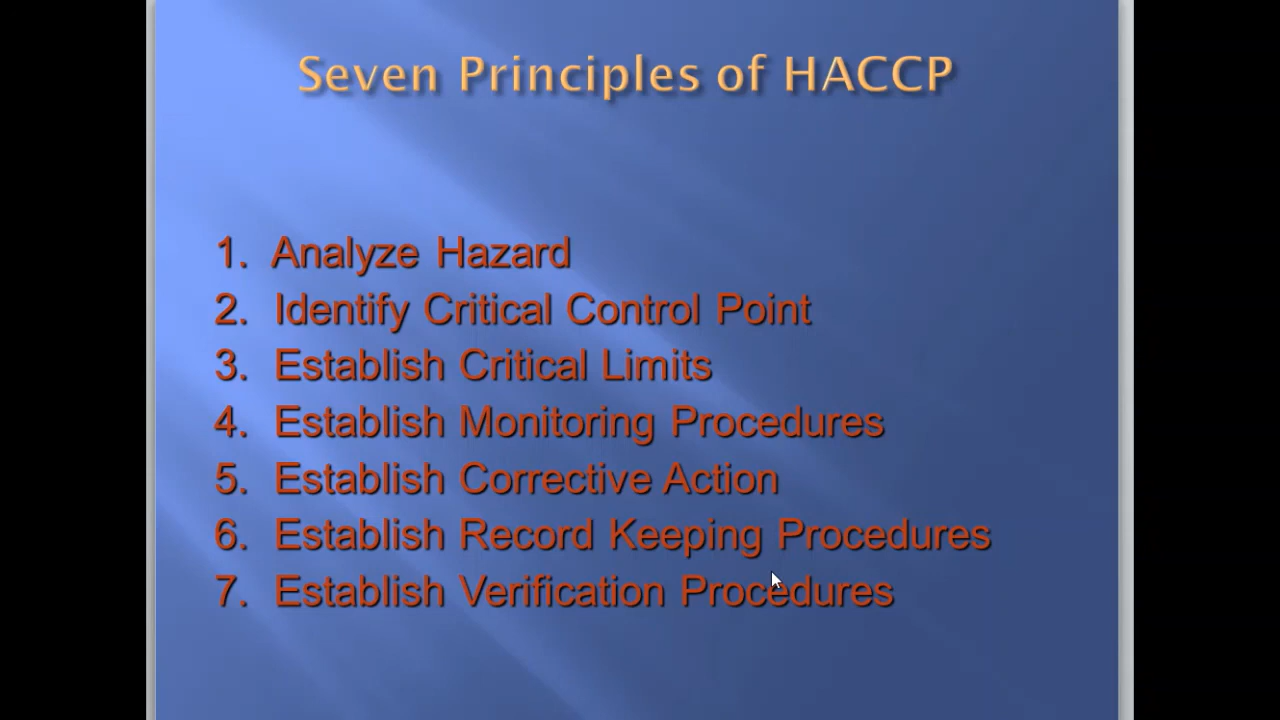 Seven Principles of HACCP
1. Analyze Hazard
2. Identify Critical Control Point
3. Establish Critical Limits
4. Establish Monitoring Procedures
5. Establish Corrective Action
6. Establish Record Keeping Procedures
7. Establish Verification Procedures